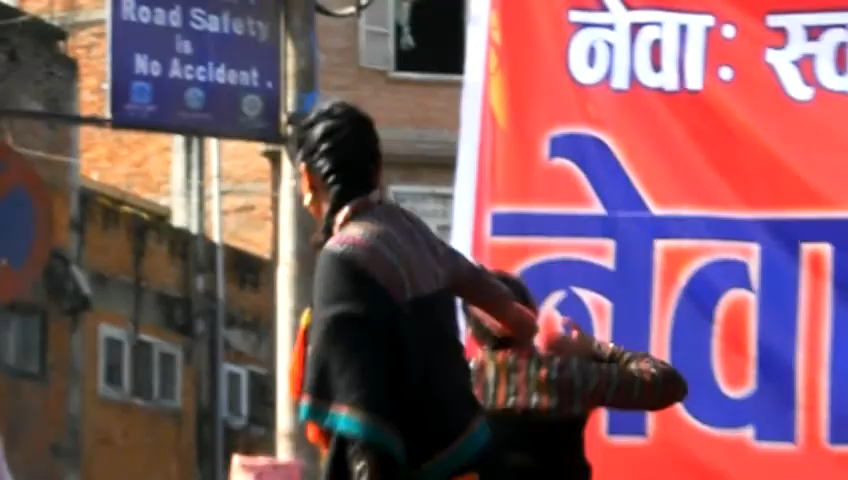 Road Safety
is
No Accident .
नेवा: स्व
नेवा